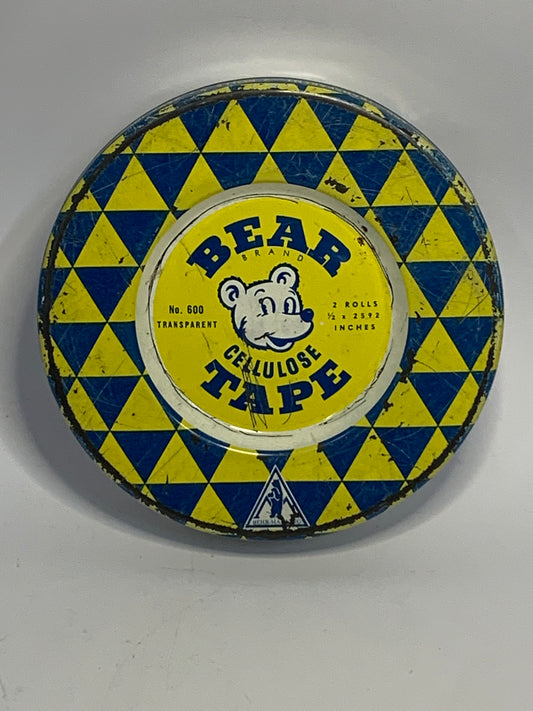 BEAR
BRAND
No. 600
TRANSPARENT
2 ROLLS
½ x 2592
INCHES
CELLULOSE
TAPE